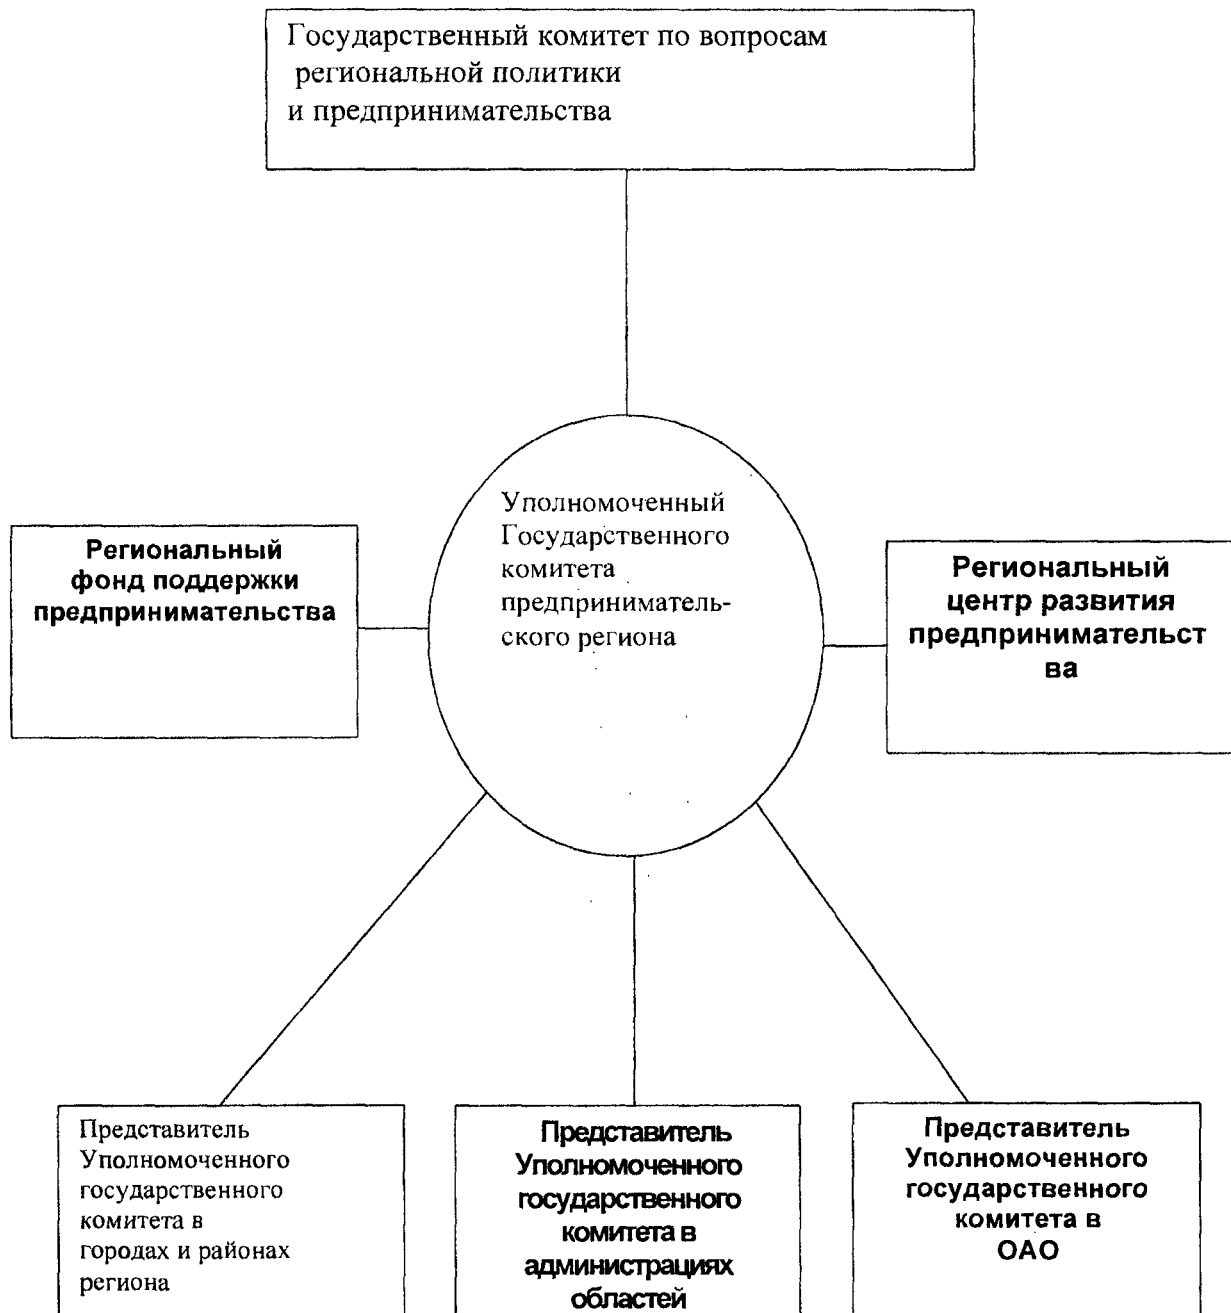 Государственный комитет по вопросам
региональной политики
и предпринимательства
Уполномоченный
Государственного
комитета
предприниматель-
ского региона
Региональный
фонд поддержки
предпринимательства
Региональный
центр развития
предпринимательст
ва
Представитель
Уполномоченного
государственного
комитета в
городах и районах
региона
Представитель
Уполномоченного
государственного
комитета в
администрациях
областей
Представитель
Уполномоченного
государственного
комитета в
ОАО